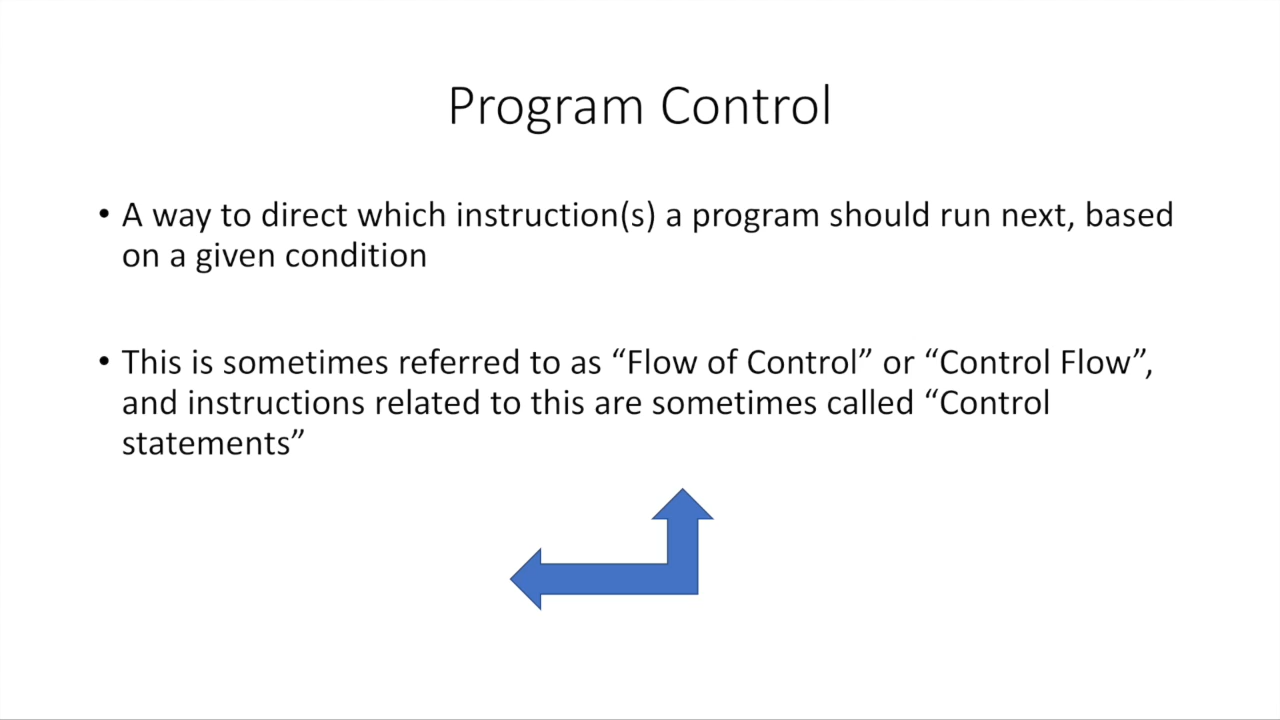 Program Control
• A way to direct which instruction(s) a program should run next, based
on a given condition
• This is sometimes referred to as “Flow of Control” or “Control Flow”,
and instructions related to this are sometimes called “Control
statements”